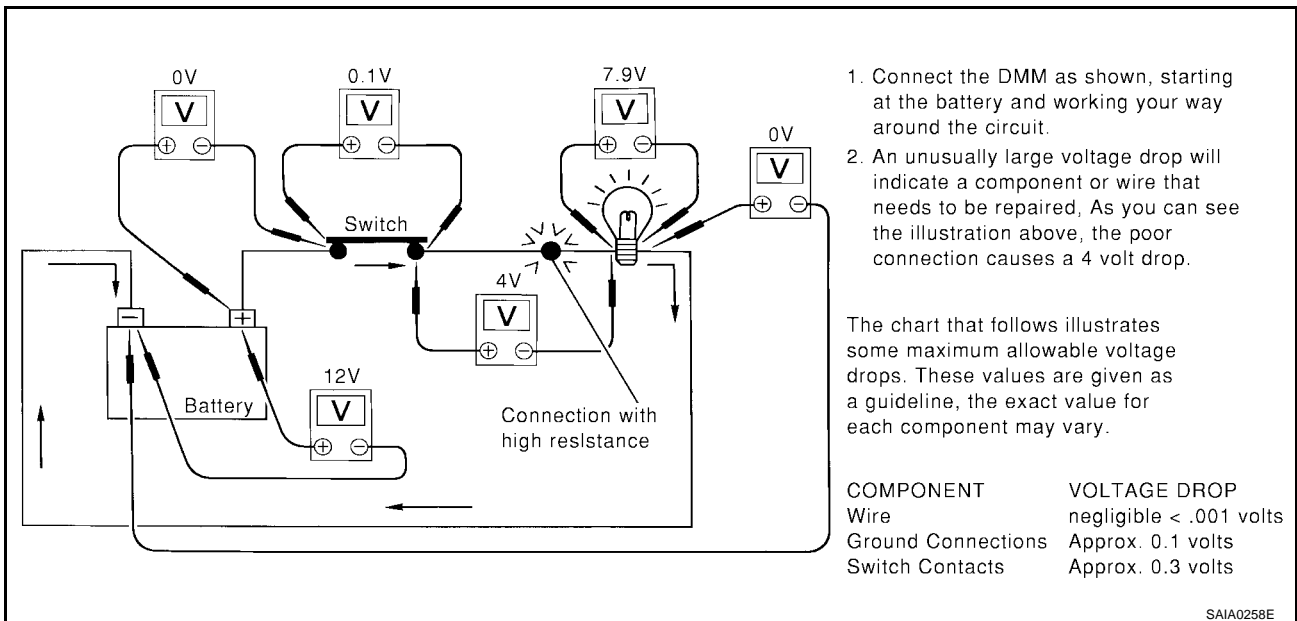 0V
V
0.1V
V
7.9V
V
0V
V
Switch
4V
V
12V
V
Battery
Connection with
high resIstance
1. Connect the DMM as shown, starting
at the battery and working your way
around the circuit.
2. An unusually large voltage drop will
indicate a component or wire that
needs to be repaired, As you can see
the illustration above, the poor
connection causes a 4 volt drop.
The chart that follows illustrates
some maximum allowable voltage
drops. These values are given as
a guideline, the exact value for
each component may vary.
COMPONENT VOLTAGE DROP
Wire negligible < .001 volts
Ground Connections Approx. 0.1 volts
Switch Contacts Approx. 0.3 volts
SAIA0258E